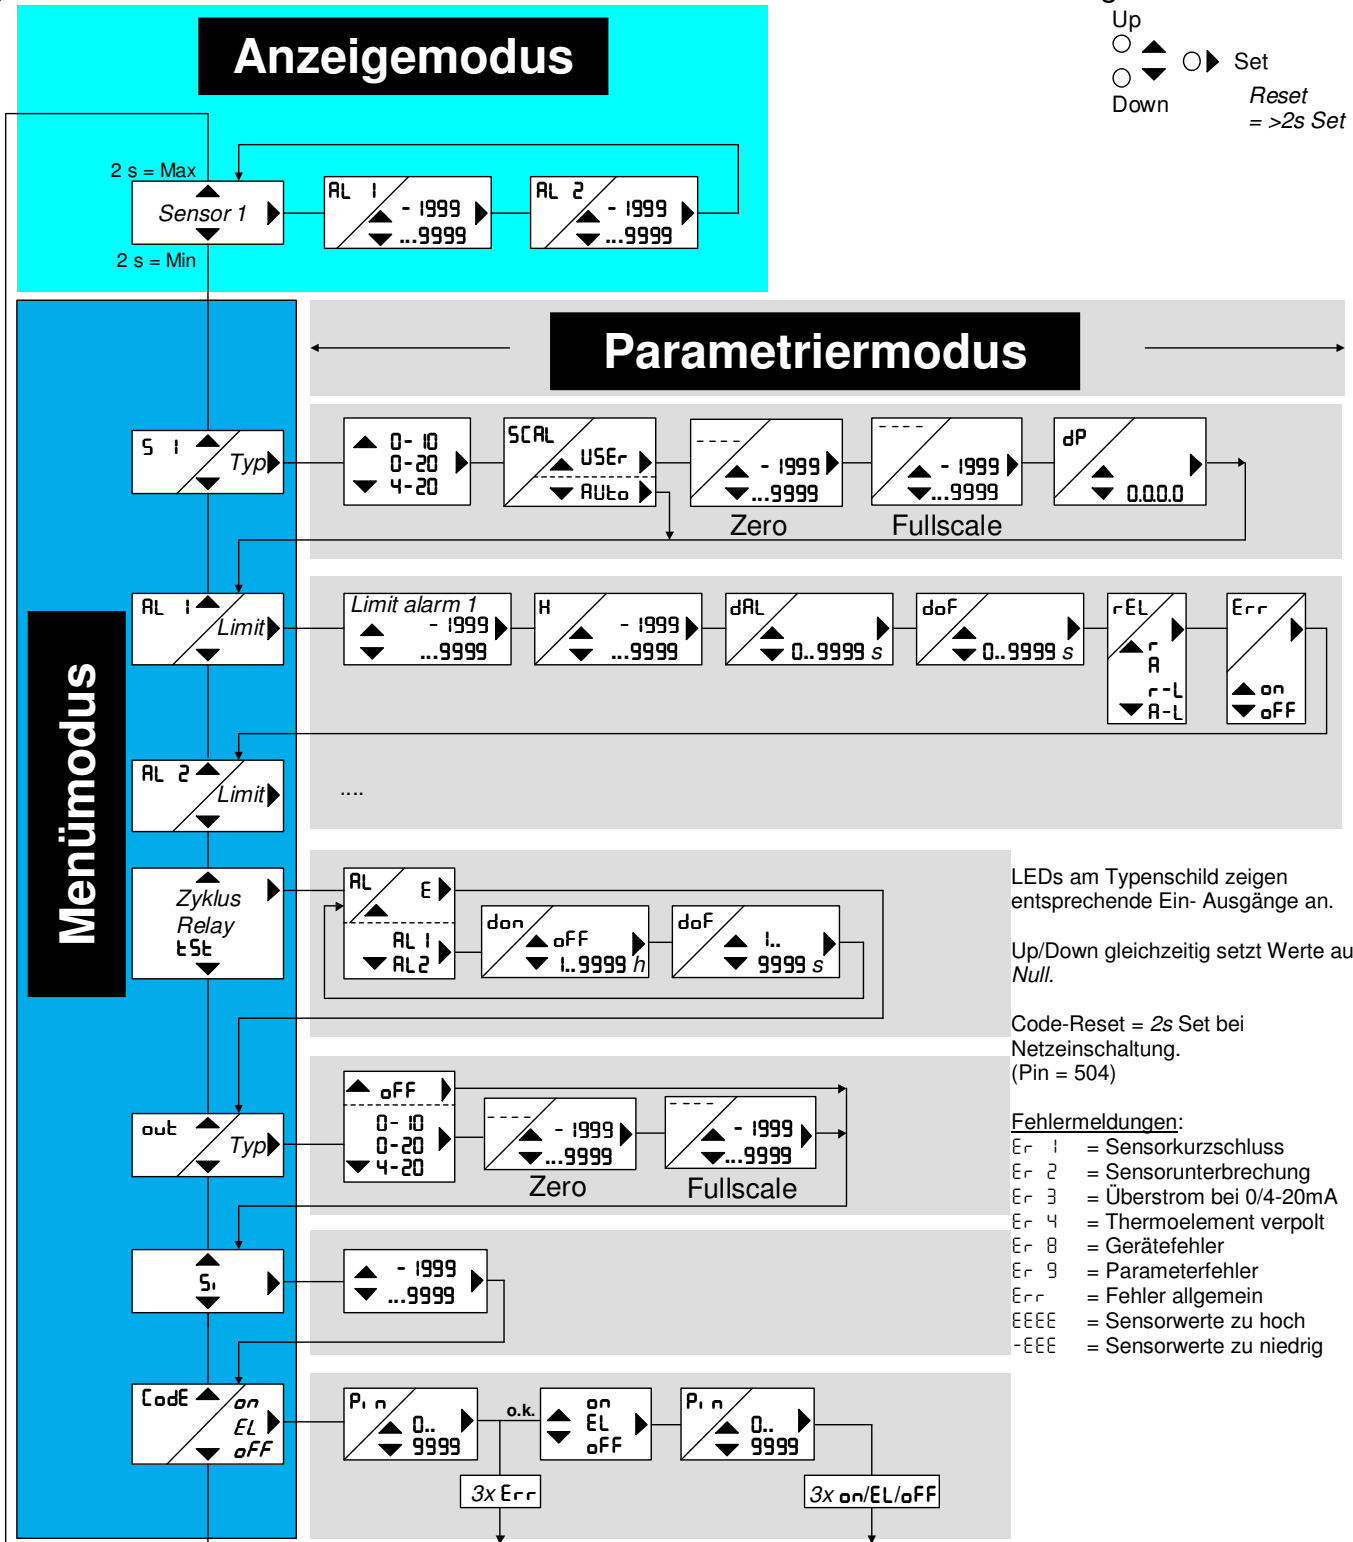 Up
Set
Down
Reset
= >2s Set
Anzeigemodus
2 s = Max
Sensor 1
2 s = Min
AL 1
- 1999
...9999
AL 2
- 1999
...9999
Parametriermodus
Menümodus
S 1
Typ
0- 10
0-20
4-20
SCAL
USEr
AUto
- - - -
- 1999
...9999
Zero
- - - -
- 1999
...9999
Fullscale
dP
0.0.0.0
AL 1
Limit
Limit alarm 1
- 1999
...9999
H
- 1999
...9999
dAL
0..9999 s
doF
0..9999 s
rEL
r
A
r-L
A-L
Err
on
oFF
AL 2
Limit
....
Zyklus
Relay
tSt
AL
E
AL1
AL2
don
oFF
1..9999 h
doF
1..
9999 s
LEDs am Typenschild zeigen
entsprechende Ein- Ausgänge an.
Up/Down gleichzeitig setzt Werte au
Null.
Code-Reset = 2s Set bei
Netzeinschaltung.
(Pin = 504)
out
Typ
oFF
0- 10
0-20
4-20
- - - -
- 1999
...9999
Zero
- - - -
- 1999
...9999
Fullscale
Fehlermeldungen:
Er 1 = Sensorkurzschluss
Er 2 = Sensorunterbrechung
Er 3 = Überstrom bei 0/4-20mA
Er 4 = Thermoelement verpolt
Er 8 = Gerätefehler
Er 9 = Parameterfehler
Err = Fehler allgemein
EEEE = Sensorwerte zu hoch
-EEE = Sensorwerte zu niedrig
Si
- 1999
...9999
CodE
on
EL
oFF
Pin
0..
9999
o.k.
on
EL
oFF
Pin
0..
9999
3x Err
3x on/EL/oFF